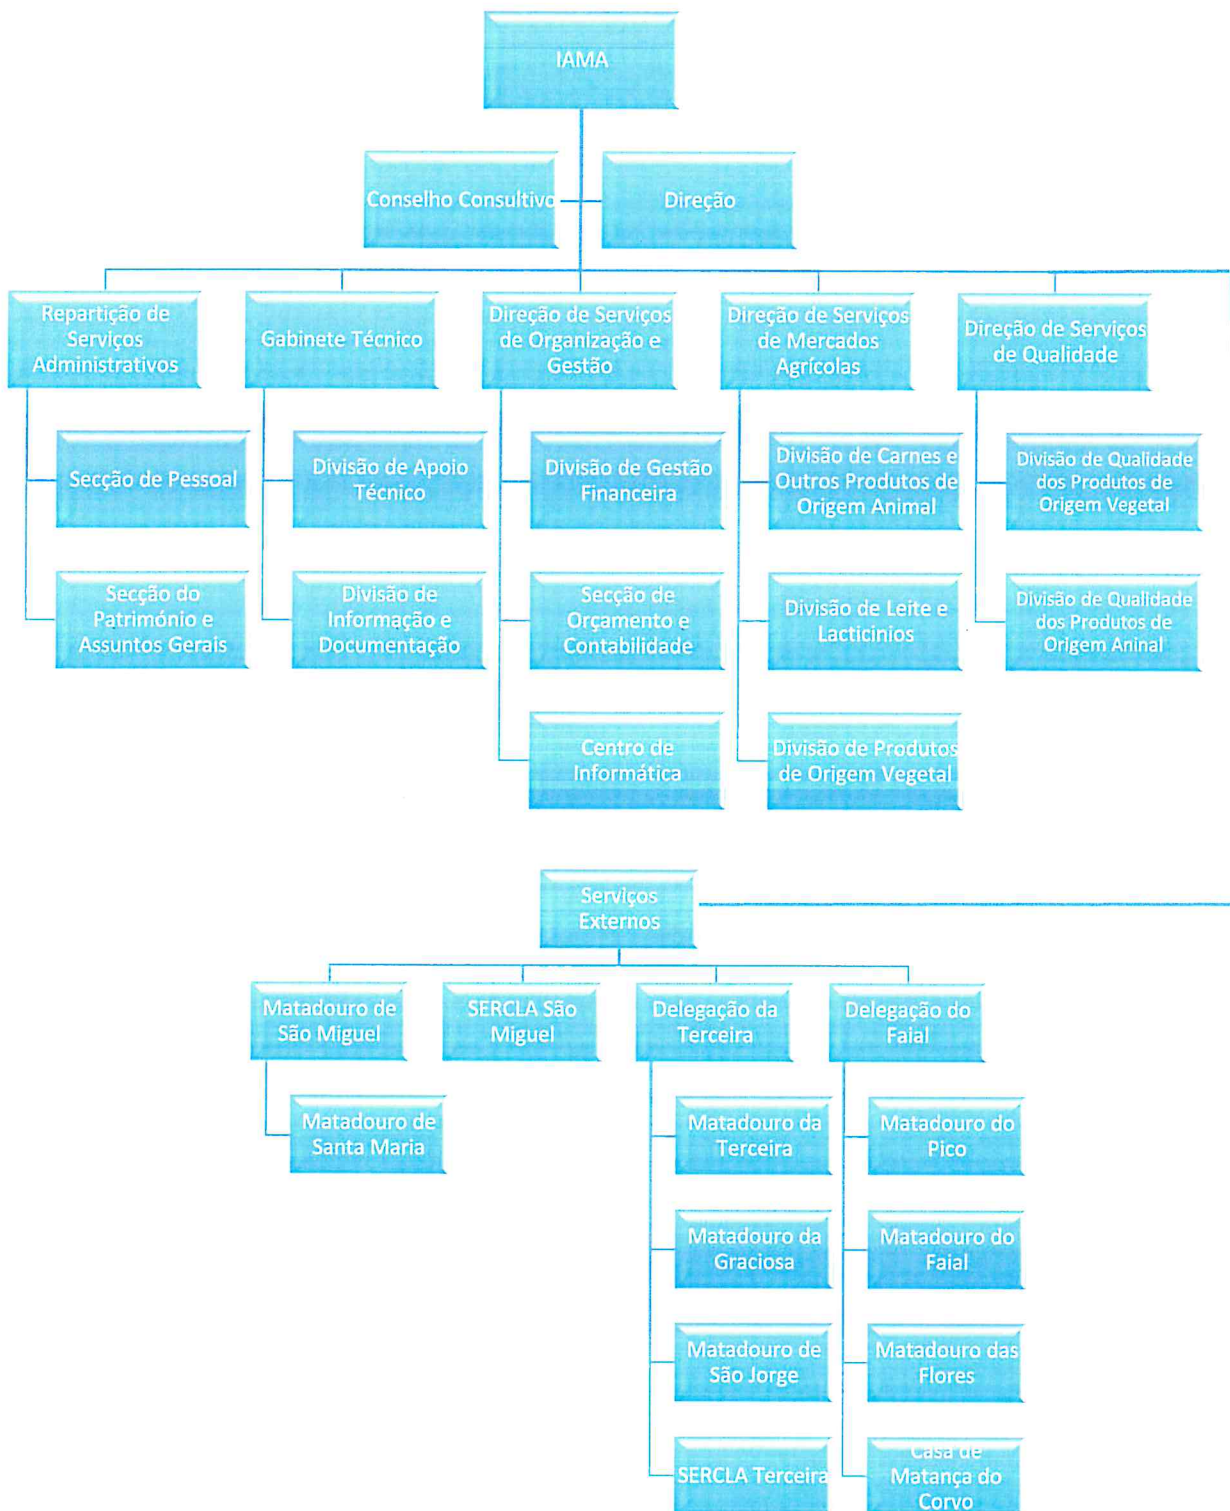 IAMA
Conselho Consultivo
Direção
Repartição de
Serviços
Administrativos
Gabinete Técnico
Direção de Serviços
de Organização e
Gestão
Direção de Serviços
de Mercados
Agrícolas
Direção de Serviços
de Qualidade
Secção de Pessoal
Divisão de Apoio
Técnico
Divisão de Gestão
Financeira
Divisão de Carnes e
Outros Produtos de
Origem Animal
Divisão de Qualidade
dos Produtos de
Origem Vegetal
Secção do
Património e
Assuntos Gerais
Divisão de
Informação e
Documentação
Secção de
Orçamento e
Contabilidade
Divisão de Leite e
Lacticinios
Divisão de Qualidade
dos Produtos de
Origem Aninal
Centro de
Informática
Divisão de Produtos
de Origem Vegetal
Serviços
Externos
Matadouro de
São Miguel
SERCLA São
Miguel
Delegação da
Terceira
Delegação do
Faial
Matadouro de
Santa Maria
Matadouro da
Terceira
Matadouro do
Pico
Matadouro da
Graciosa
Matadouro do
Faial
Matadouro de
São Jorge
Matadouro das
Flores
SERCLA Terceira
Casa de
Matança do
Corvo